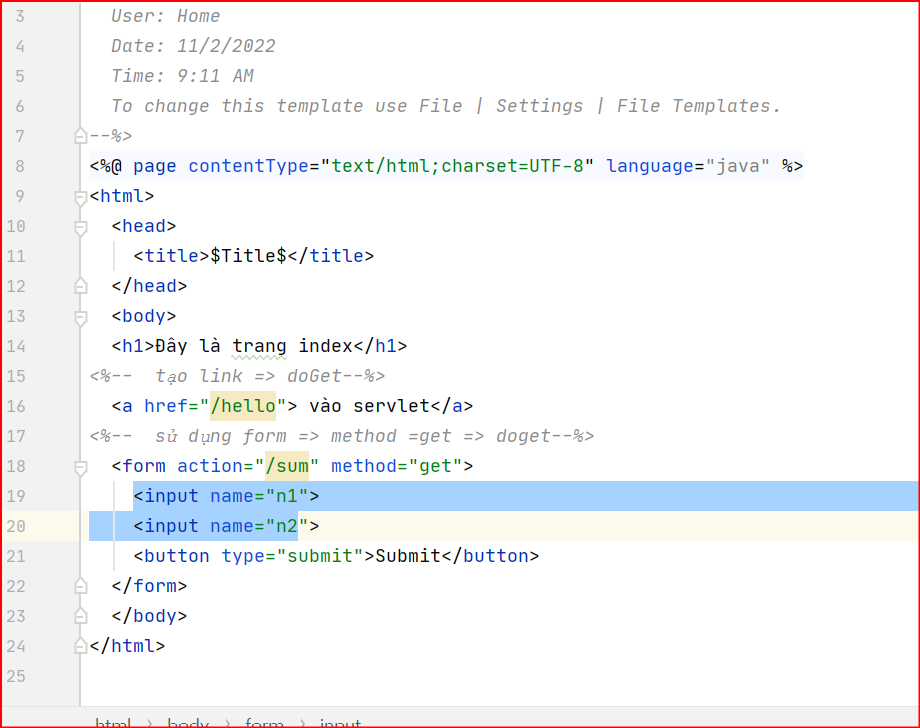 3 User: Home
4 Date: 11/2/2022
5 Time: 9:11 AM
6 To change this template use File | Settings | File Templates.
7 --%>
8 <%@ page contentType="text/html;charset=UTF-8" language="java" %>
9 <html>
10 <head>
11 <title>$Title$</title>
12 </head>
13 <body>
14 <h1>Đây là trang index</h1>
15 <%-- tạo link => doGet--%>
16 <a href="/hello"> vào servlet</a>
17 <%-- sử dụng form => method =get => doget--%>
18 <form action="/sum" method="get">
19 <input name="n1">
20 <input name="n2">
21 <button type="submit">Submit</button>
22 </form>
23 </body>
24 </html>
25
html › body › form › input